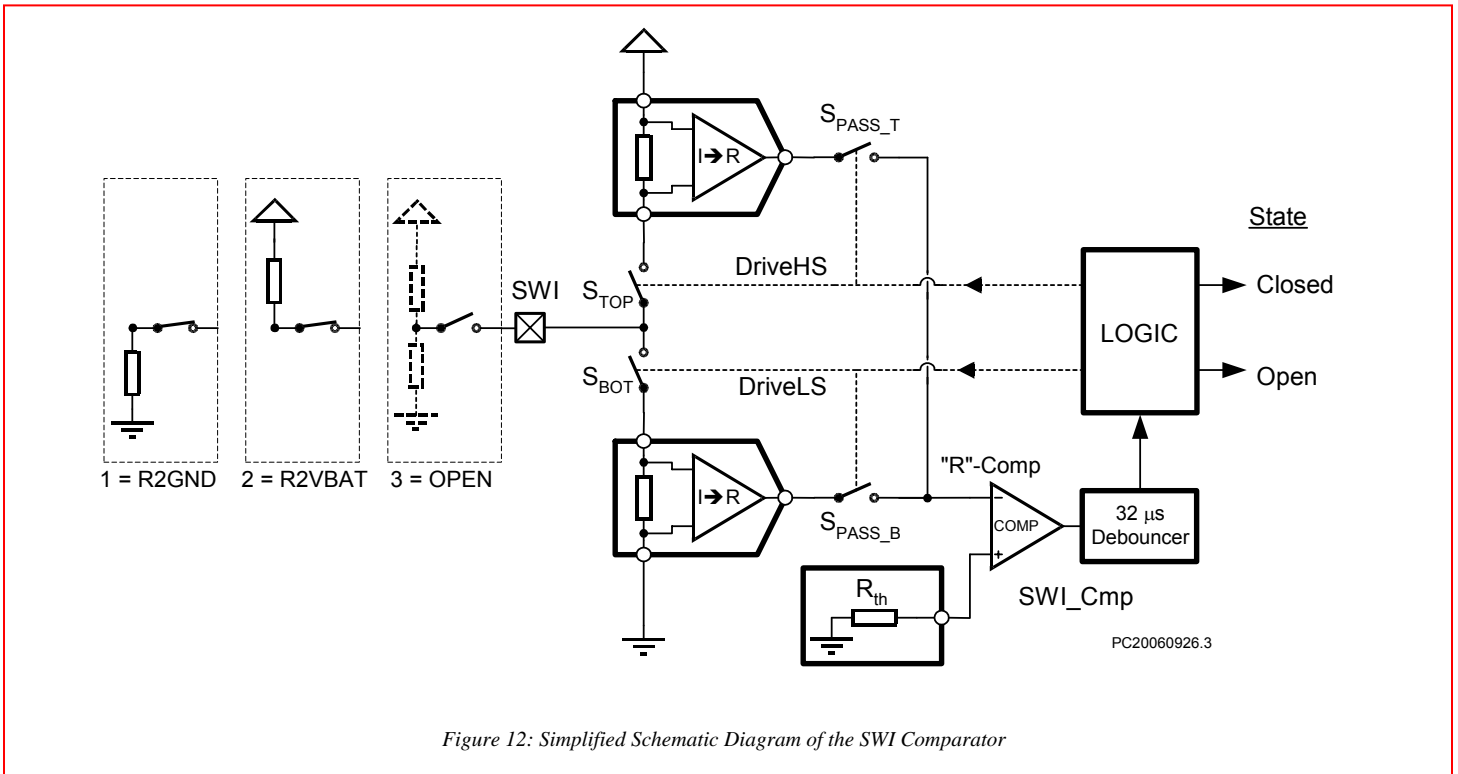 S_PASS_T
I➔R
State
DriveHS
Closed
SWI
S_TOP
LOGIC
S_BOT
DriveLS
Open
1 = R2GND
2 = R2VBAT
3 = OPEN
"R"-Comp
I➔R
S_PASS_B
COMP
32 μs
Debouncer
R_th
SWI_Cmp
PC20060926.3
Figure 12: Simplified Schematic Diagram of the SWI Comparator